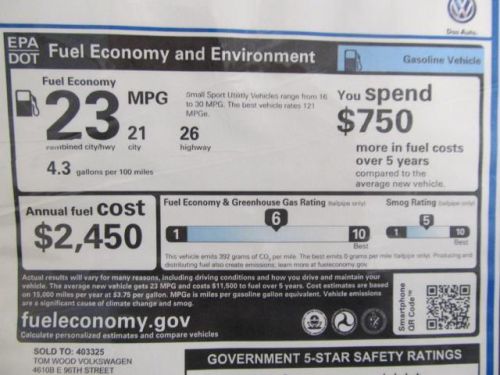 Das Auto.
EPA
DOT
Fuel Economy and Environment
Gasoline Vehicle
Fuel Economy
23 MPG
combined city/hwy
21
city
26
highway
4.3 gallons per 100 miles
Small Sport Utility Vehicles range from 16
to 30 MPG. The best vehicle rates 121
MPGe.
You spend
$750
more in fuel costs
over 5 years
compared to the
average new vehicle.
Annual fuel cost
$2,450
Fuel Economy & Greenhouse Gas Rating (tailpipe only)
1
6
10
Best
Smog Rating (tailpipe only)
1
5
10
Best
This vehicle emits 392 grams of CO2 per mile. The best emits 0 grams per mile (tailpipe only). Producing and
distributing fuel also create emissions; learn more at fueleconomy.gov.
Actual results will vary for many reasons, including driving conditions and how you drive and maintain your
vehicle. The average new vehicle gets 23 MPG and costs $11,500 to fuel over 5 years. Cost estimates are based
on 15,000 miles per year at $3.75 per gallon. MPGe is miles per gasoline gallon equivalent. Vehicle emissions
are a significant cause of climate change and smog.
fueleconomy.gov
Calculate personalized estimates and compare vehicles
Smartphone
QR Code™
SOLD TO: 403325
TOM WOOD VOLKSWAGEN
4610B E 96TH STREET
GOVERNMENT 5-STAR SAFETY RATINGS